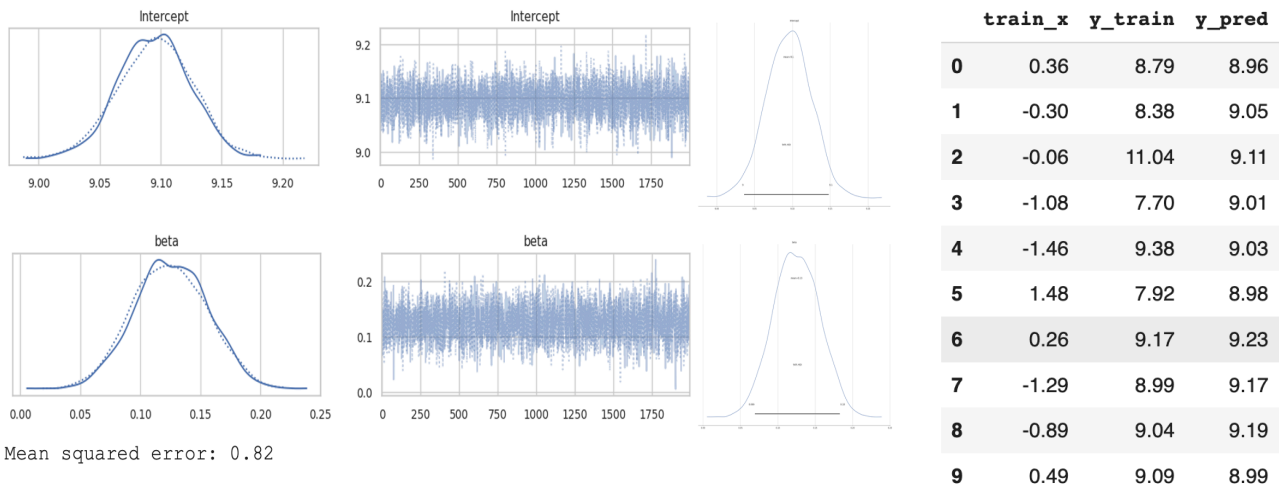 Intercept
9.00 9.05 9.10 9.15 9.20
Intercept
9.2
9.1
9.0
0 250 500 750 1000 1250 1500 1750
beta
0.00 0.05 0.10 0.15 0.20 0.25
beta
0.2
0.1
0.0
0 250 500 750 1000 1250 1500 1750
Mean squared error: 0.82
train_x y_train y_pred
0 0.36 8.79 8.96
1 -0.30 8.38 9.05
2 -0.06 11.04 9.11
3 -1.08 7.70 9.01
4 -1.46 9.38 9.03
5 1.48 7.92 8.98
6 0.26 9.17 9.23
7 -1.29 8.99 9.17
8 -0.89 9.04 9.19
9 0.49 9.09 8.99